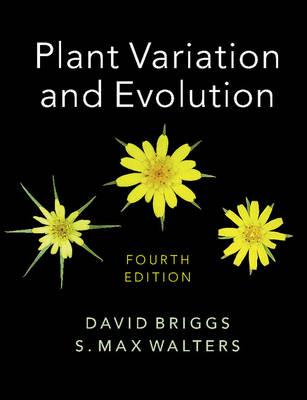 Plant Variation
and Evolution
FOURTH
EDITION
DAVID BRIGGS
S. MAX WALTERS